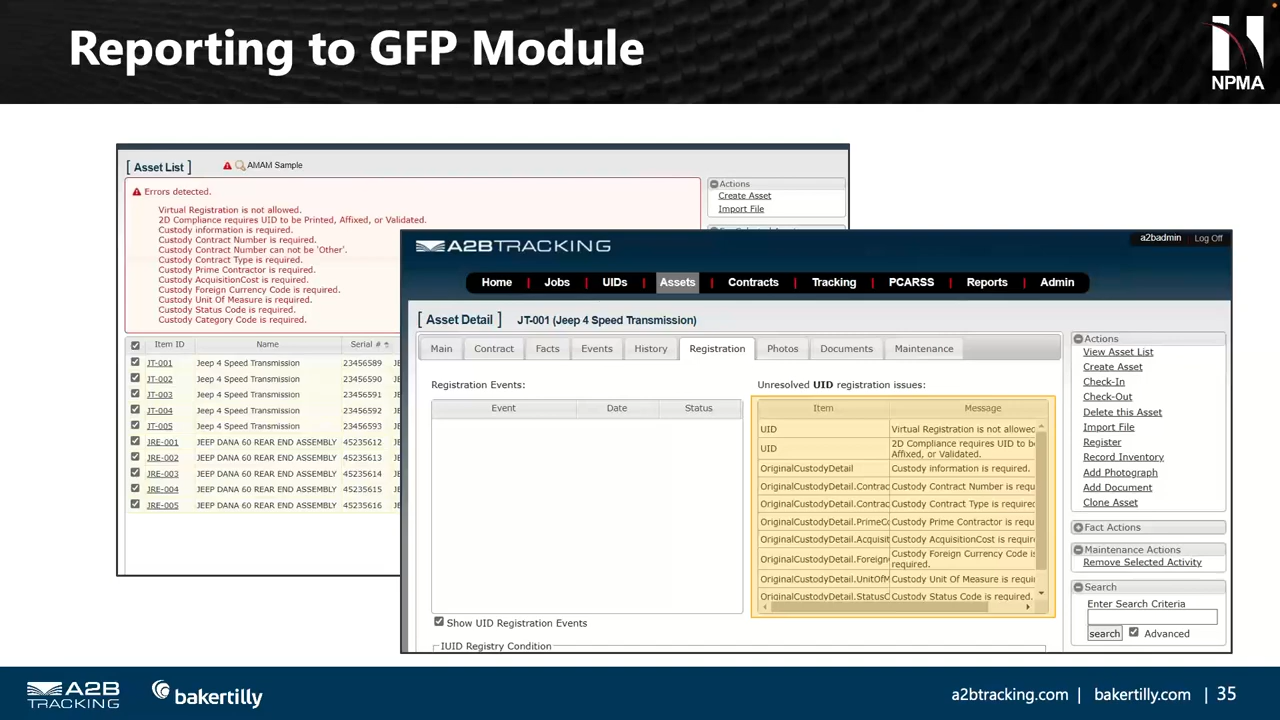 Reporting to GFP Module
NPMA
[ Asset List ]
AMAM Sample
Errors detected.
Virtual Registration is not allowed.
2D Compliance requires UID to be Printed, Affixed, or Validated.
Custody information is required.
Custody Contract Number is required.
Custody Contract Number can not be 'Other'.
Custody Contract Type is required.
Custody Prime Contractor is required.
Custody AcquisitionCost is required.
Custody Foreign Currency Code is required.
Custody Unit Of Measure is required.
Custody Status Code is required.
Custody Category Code is required.
Actions
Create Asset
Import File
Item ID Name Serial #
JT-001 Jeep 4 Speed Transmission 23456589
JT-002 Jeep 4 Speed Transmission 23456590
JT-003 Jeep 4 Speed Transmission 23456591
JT-004 Jeep 4 Speed Transmission 23456592
JT-005 Jeep 4 Speed Transmission 23456593
JRE-001 JEEP DANA 60 REAR END ASSEMBLY 45235612
JRE-002 JEEP DANA 60 REAR END ASSEMBLY 45235613
JRE-003 JEEP DANA 60 REAR END ASSEMBLY 45235614
JRE-004 JEEP DANA 60 REAR END ASSEMBLY 45235615
JRE-005 JEEP DANA 60 REAR END ASSEMBLY 45235616
A2BTRACKING
a2badmin Log Off
Home | Jobs | UIDs | Assets | Contracts | Tracking | PCARSS | Reports | Admin
[ Asset Detail ] JT-001 (Jeep 4 Speed Transmission)
Main Contract Facts Events History Registration Photos Documents Maintenance
Registration Events:
Event Date Status
Show UID Registration Events
IUID Registry Condition
Unresolved UID registration issues:
Item Message
UID Virtual Registration is not allowed
UID 2D Compliance requires UID to be
Affixed, or Validated.
OriginalCustodyDetail Custody information is required.
OriginalCustodyDetail.Contrac Custody Contract Number is requ
OriginalCustodyDetail.Contrac Custody Contract Type is required.
OriginalCustodyDetail.PrimeCo Custody Prime Contractor is requ
OriginalCustodyDetail.Acquisit Custody AcquisitionCost is requir
OriginalCustodyDetail.Foreign Custody Foreign Currency Code is
required.
OriginalCustodyDetail.UnitOfM Custody Unit Of Measure is requi
OriginalCustodyDetail.StatusC Custody Status Code is required.
Actions
View Asset List
Create Asset
Check-In
Check-Out
Delete this Asset
Import File
Register
Record Inventory
Add Photograph
Add Document
Clone Asset
Fact Actions
Maintenance Actions
Remove Selected Activity
Search
Enter Search Criteria
search Advanced
A2B
TRACKING
bakertilly
a2btracking.com | bakertilly.com | 35